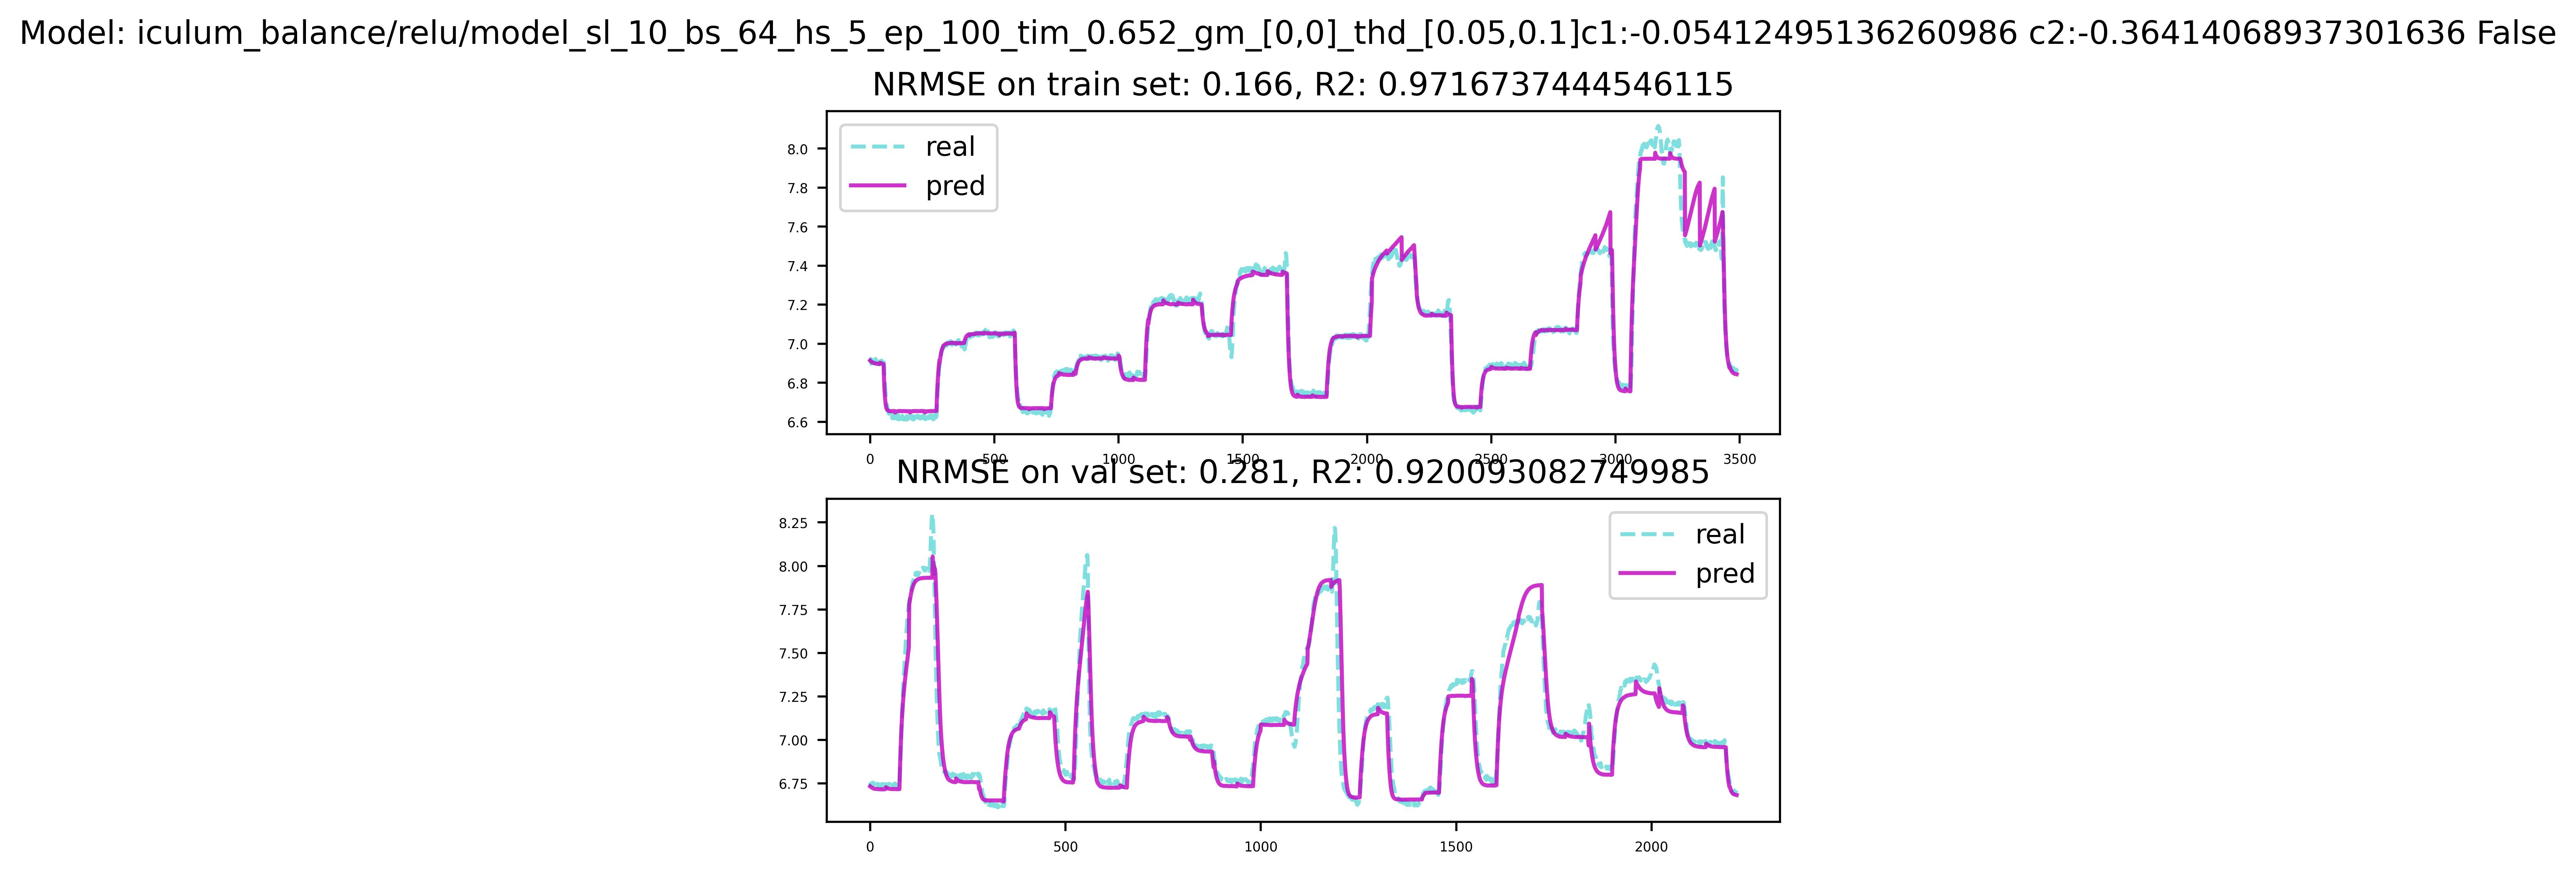 Model: iculum_balance/relu/model_sl_10_bs_64_hs_5_ep_100_tim_0.652_gm_[0,0]_thd_[0.05,0.1]c1:-0.05412495136260986 c2:-0.36414068937301636 False
NRMSE on train set: 0.166, R2: 0.9716737444546115
real
pred
8.0
7.8
7.6
7.4
7.2
7.0
6.8
6.6
0 500 1000 1500 2000 2500 3000 3500
NRMSE on val set: 0.281, R2: 0.920093082749985
real
pred
8.25
8.00
7.75
7.50
7.25
7.00
6.75
0 500 1000 1500 2000